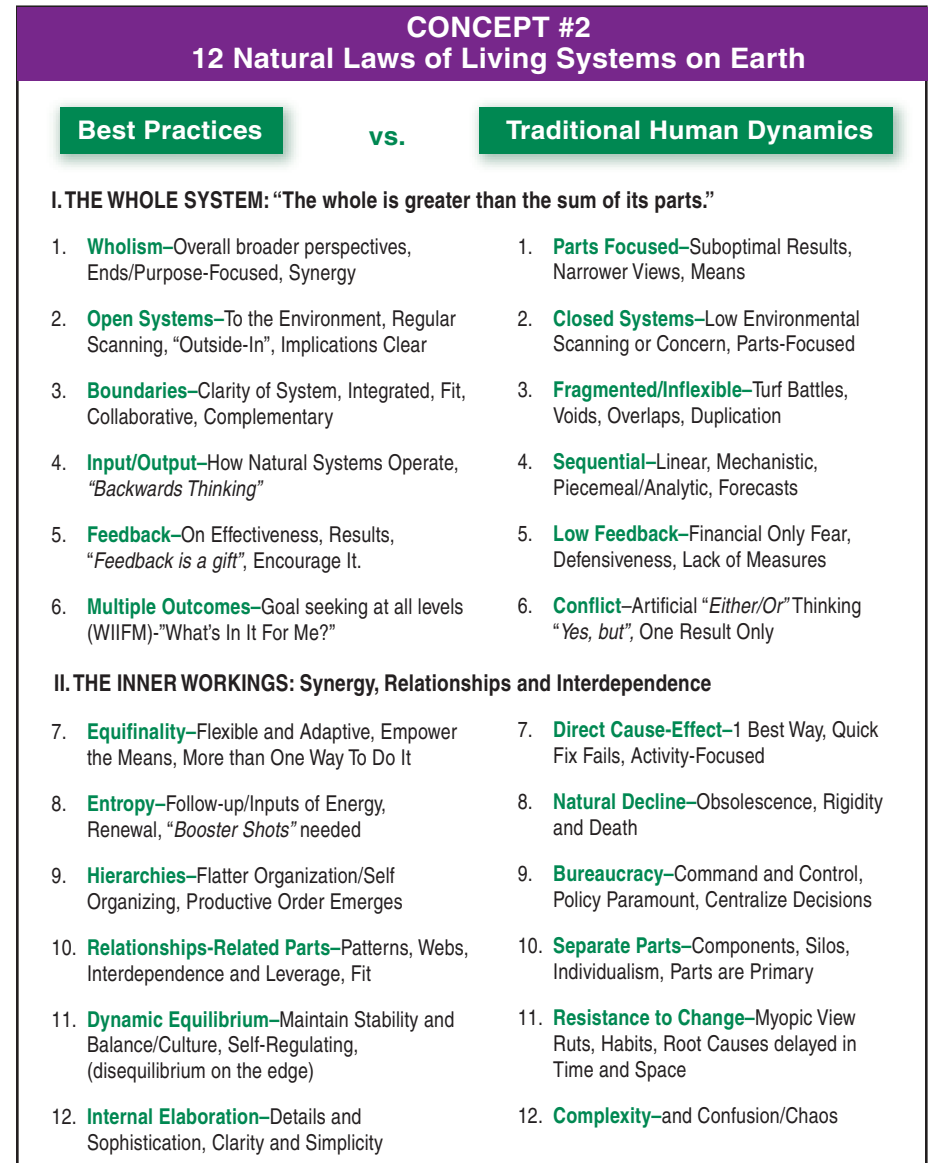 CONCEPT #2
12 Natural Laws of Living Systems on Earth
Best Practices
vs.
Traditional Human Dynamics
I. THE WHOLE SYSTEM: “The whole is greater than the sum of its parts.”
1. Wholism–Overall broader perspectives,
Ends/Purpose-Focused, Synergy
1. Parts Focused–Suboptimal Results,
Narrower Views, Means
2. Open Systems–To the Environment, Regular
Scanning, “Outside-In”, Implications Clear
2. Closed Systems–Low Environmental
Scanning or Concern, Parts-Focused
3. Boundaries–Clarity of System, Integrated, Fit,
Collaborative, Complementary
3. Fragmented/Inflexible–Turf Battles,
Voids, Overlaps, Duplication
4. Input/Output–How Natural Systems Operate,
“Backwards Thinking”
4. Sequential–Linear, Mechanistic,
Piecemeal/Analytic, Forecasts
5. Feedback–On Effectiveness, Results,
“Feedback is a gift”, Encourage It.
5. Low Feedback–Financial Only Fear,
Defensiveness, Lack of Measures
6. Multiple Outcomes–Goal seeking at all levels
(WIIFM)-”What’s In It For Me?”
6. Conflict–Artificial “Either/Or” Thinking
“Yes, but”, One Result Only
II. THE INNER WORKINGS: Synergy, Relationships and Interdependence
7. Equifinality–Flexible and Adaptive, Empower
the Means, More than One Way To Do It
7. Direct Cause-Effect–1 Best Way, Quick
Fix Fails, Activity-Focused
8. Entropy–Follow-up/Inputs of Energy,
Renewal, “Booster Shots” needed
8. Natural Decline–Obsolescence, Rigidity
and Death
9. Hierarchies–Flatter Organization/Self
Organizing, Productive Order Emerges
9. Bureaucracy–Command and Control,
Policy Paramount, Centralize Decisions
10. Relationships-Related Parts–Patterns, Webs,
Interdependence and Leverage, Fit
10. Separate Parts–Components, Silos,
Individualism, Parts are Primary
11. Dynamic Equilibrium–Maintain Stability and
Balance/Culture, Self-Regulating,
(disequilibrium on the edge)
11. Resistance to Change–Myopic View
Ruts, Habits, Root Causes delayed in
Time and Space
12. Internal Elaboration–Details and
Sophistication, Clarity and Simplicity
12. Complexity–and Confusion/Chaos